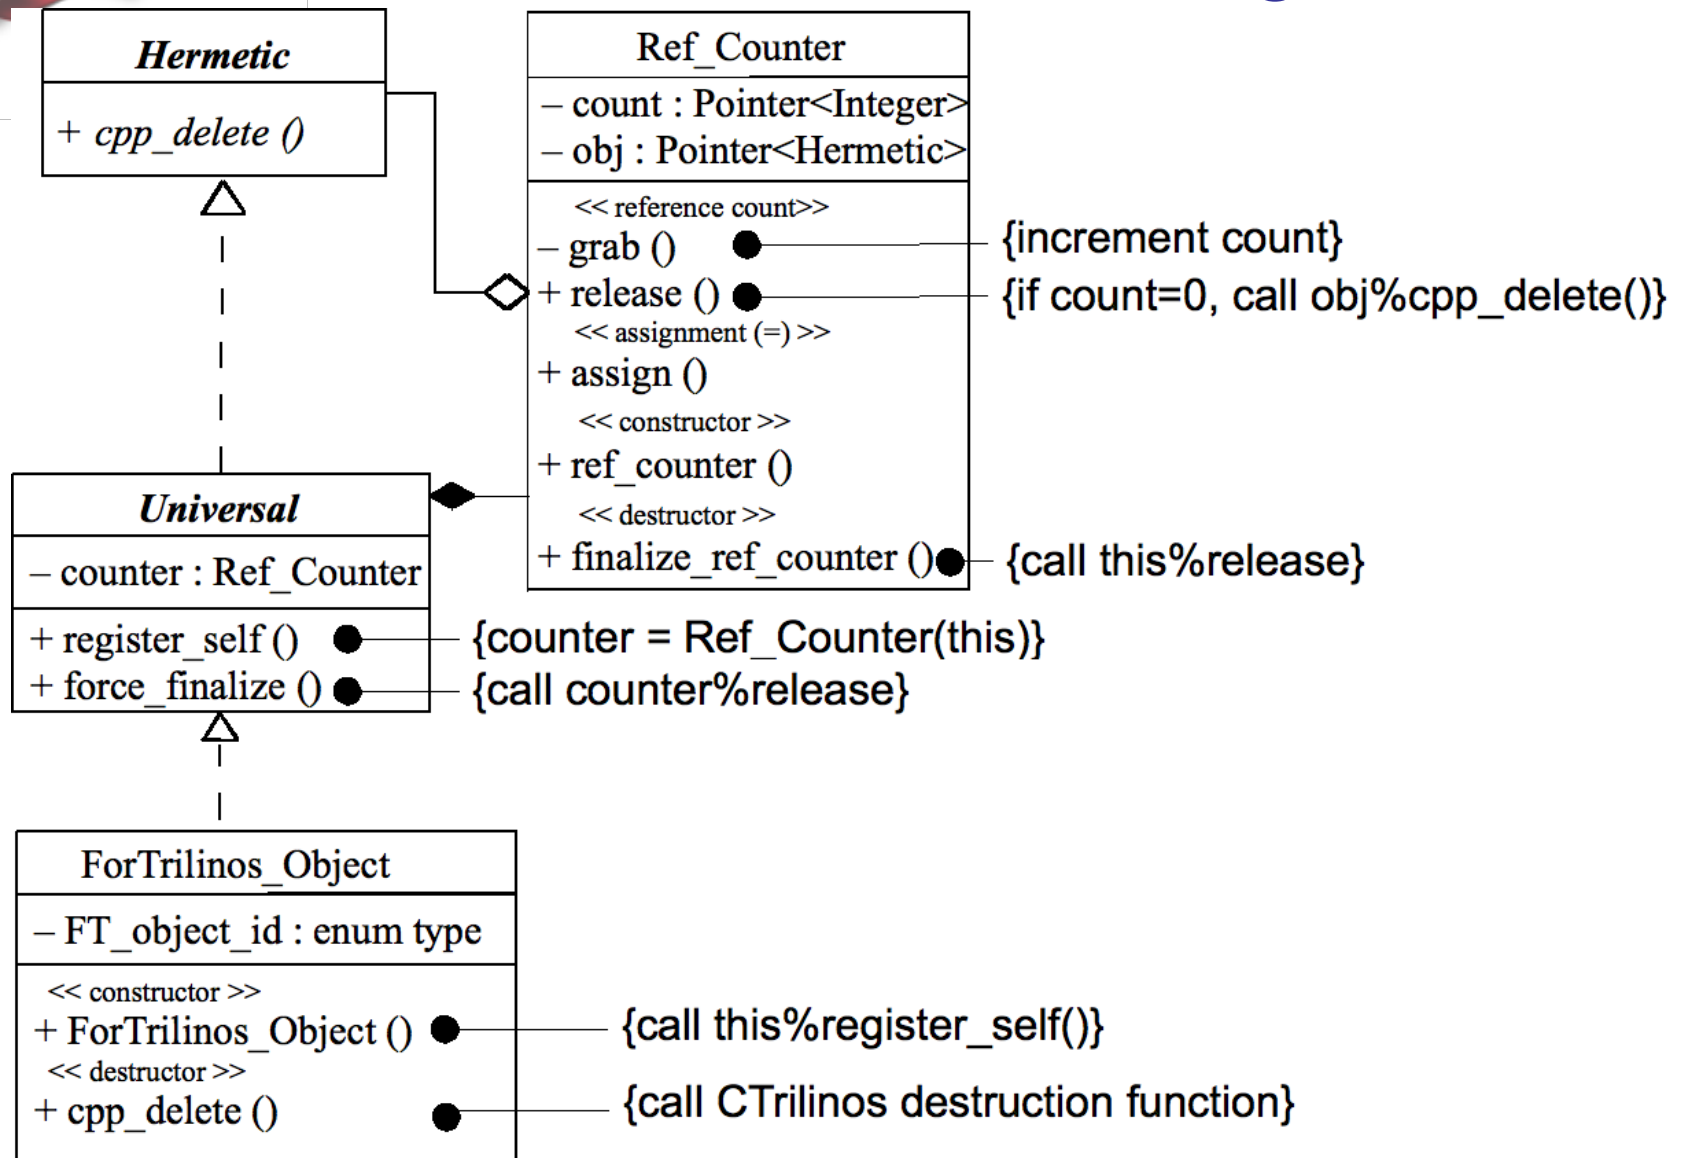 Hermetic
+ cpp_delete ()
Ref_Counter
– count : Pointer<Integer>
– obj : Pointer<Hermetic>
<< reference count>>
– grab ()
{increment count}
+ release ()
{if count=0, call obj%cpp_delete()}
<< assignment (=) >>
+ assign ()
<< constructor >>
+ ref_counter ()
<< destructor >>
+ finalize_ref_counter ()
{call this%release}
Universal
– counter : Ref_Counter
+ register_self ()
{counter = Ref_Counter(this)}
+ force_finalize ()
{call counter%release}
ForTrilinos_Object
– FT_object_id : enum type
<< constructor >>
+ ForTrilinos_Object ()
{call this%register_self()}
<< destructor >>
+ cpp_delete ()
{call CTrilinos destruction function}